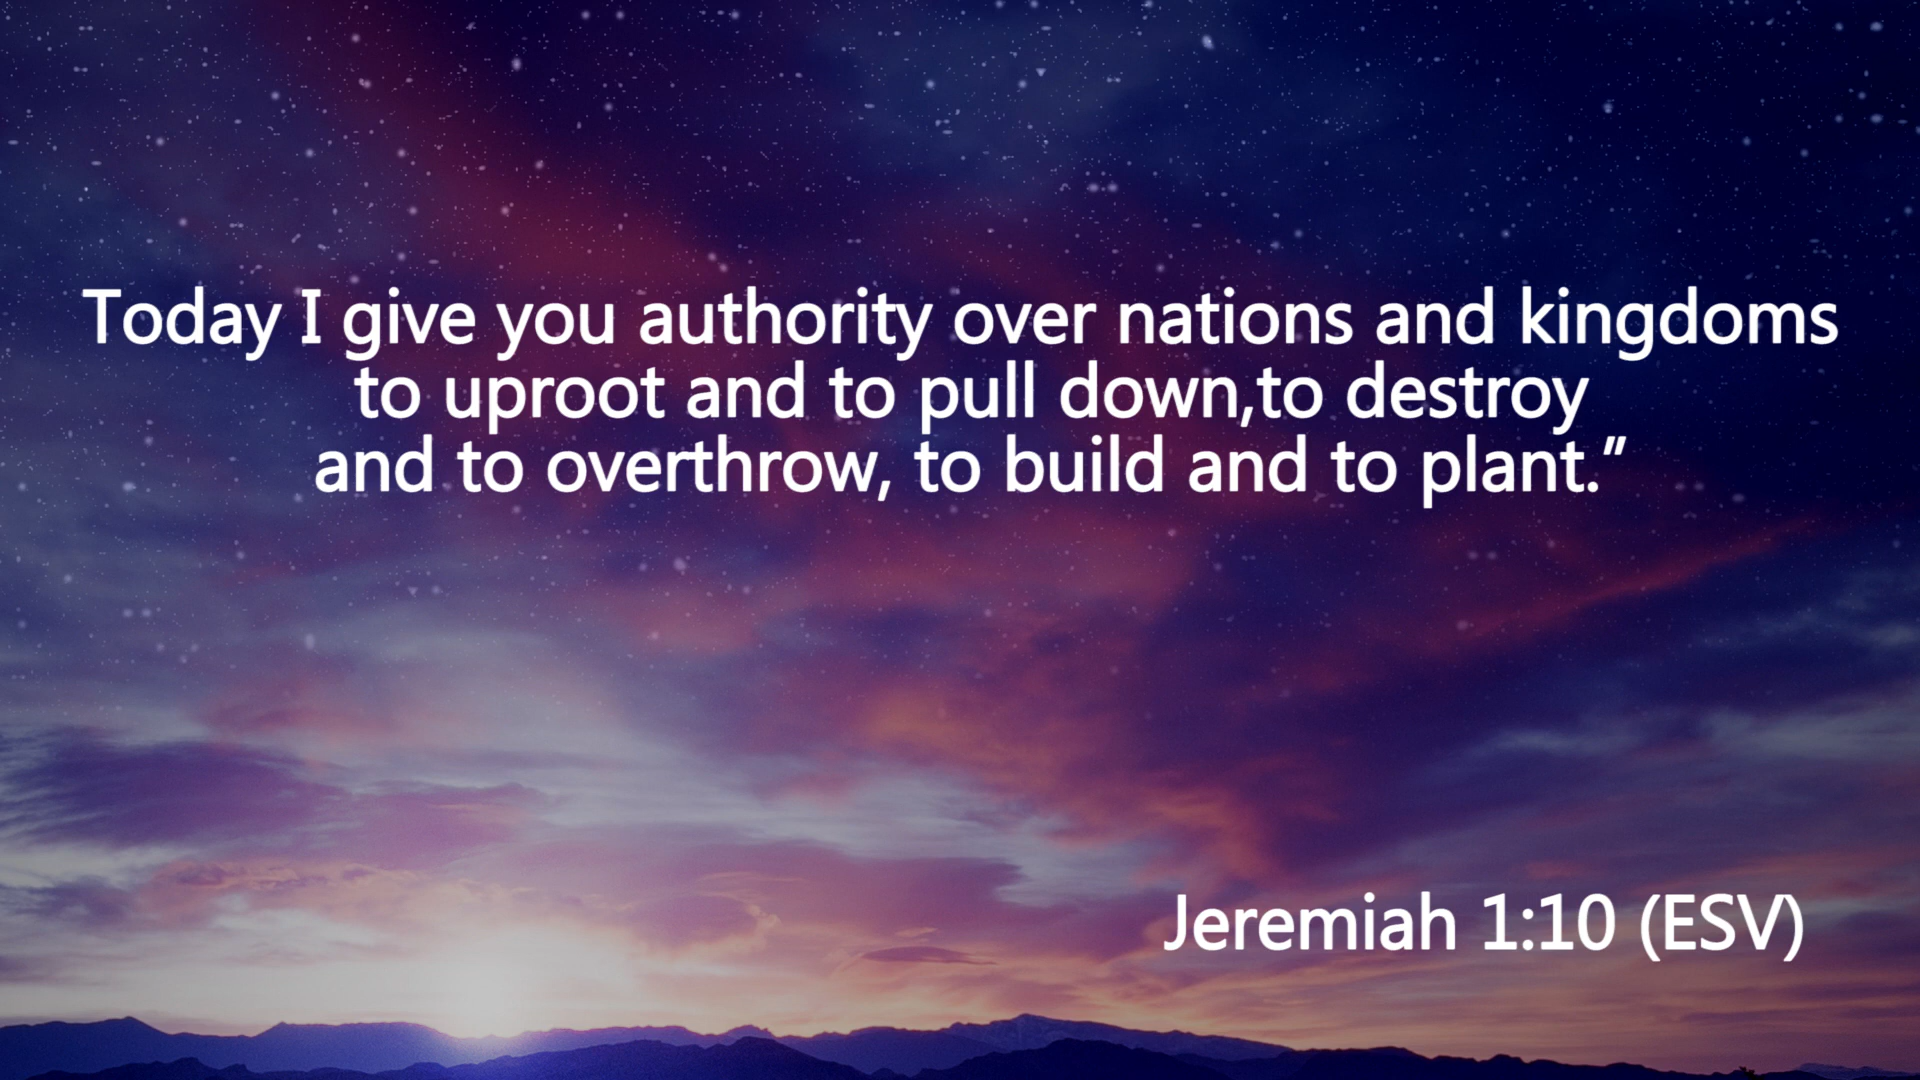 Today I give you authority over nations and kingdoms
to uproot and to pull down,to destroy
and to overthrow, to build and to plant.”
Jeremiah 1:10 (ESV)